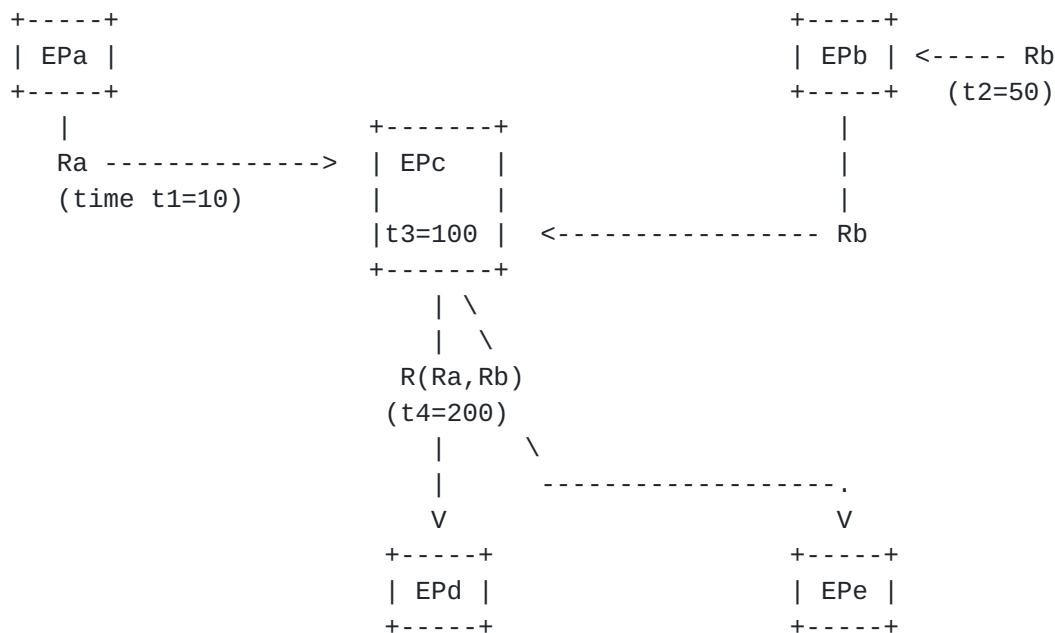 +-----+                                      +-----+
| EPa |                                      | EPb | <----- Rb
+-----+                                      +-----+   (t2=50)
   |                 +-------+                  |
   Ra -------------->  | EPc   |                  |
   (time t1=10)      |       |                  |
                     |t3=100 |  <----------------- Rb
                     +-------+
                         | \
                         |  \
                       R(Ra,Rb)
                      (t4=200)
                         |     \
                         |      -------------------.
                         V                         V
                      +-----+                   +-----+
                      | EPd |                   | EPe |
                      +-----+                   +-----+